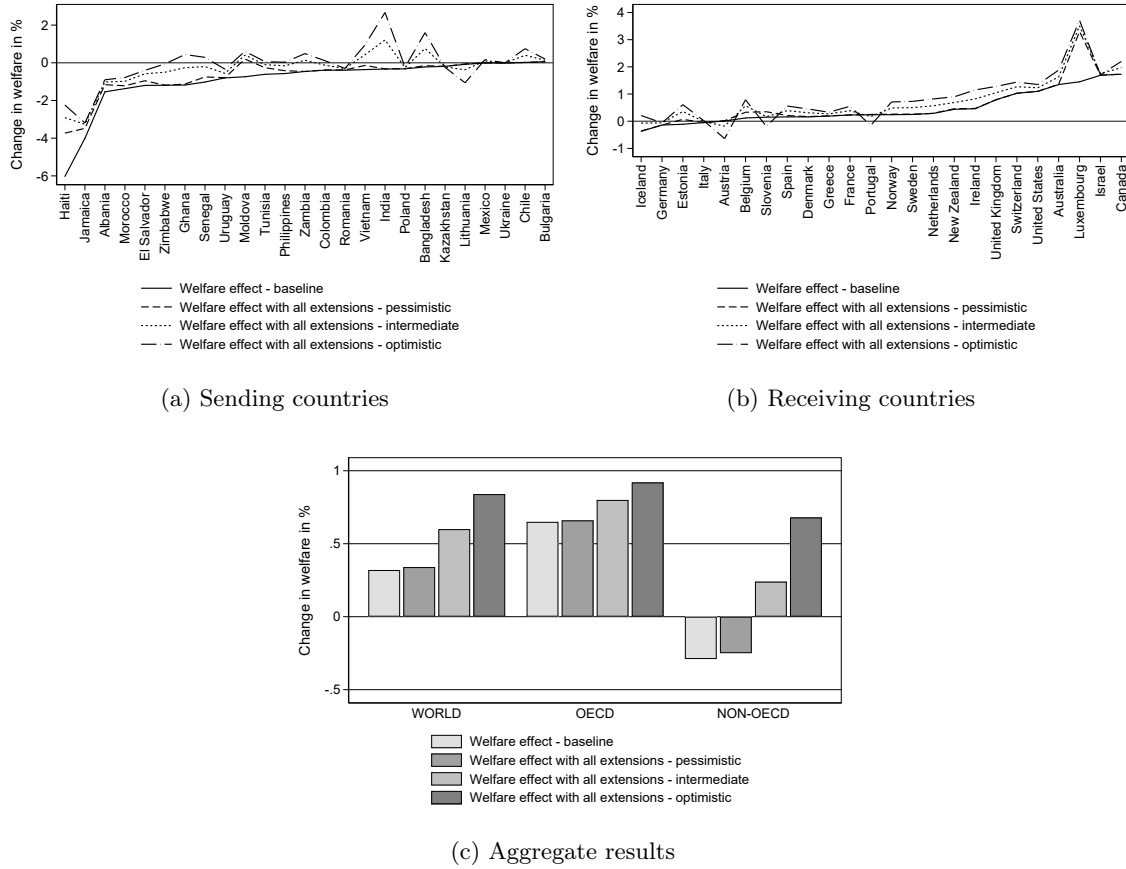 Change in welfare in %
2
0
-2
-4
-6
Haiti
Jamaica
Albania
Morocco
El Salvador
Zimbabwe
Ghana
Senegal
Uruguay
Moldova
Tunisia
Philippines
Zambia
Colombia
Romania
Vietnam
India
Poland
Bangladesh
Kazakhstan
Lithuania
Mexico
Ukraine
Chile
Bulgaria
Welfare effect - baseline
Welfare effect with all extensions - pessimistic
Welfare effect with all extensions - intermediate
Welfare effect with all extensions - optimistic
(a) Sending countries
Change in welfare in %
4
3
2
1
0
-1
Iceland
Germany
Estonia
Italy
Austria
Belgium
Slovenia
Spain
Denmark
Greece
France
Portugal
Norway
Sweden
Netherlands
New Zealand
Ireland
United Kingdom
Switzerland
United States
Australia
Luxembourg
Israel
Canada
Welfare effect - baseline
Welfare effect with all extensions - pessimistic
Welfare effect with all extensions - intermediate
Welfare effect with all extensions - optimistic
(b) Receiving countries
Change in welfare in %
1
.5
0
-.5
WORLD
OECD
NON-OECD
Welfare effect - baseline
Welfare effect with all extensions - pessimistic
Welfare effect with all extensions - intermediate
Welfare effect with all extensions - optimistic
(c) Aggregate results